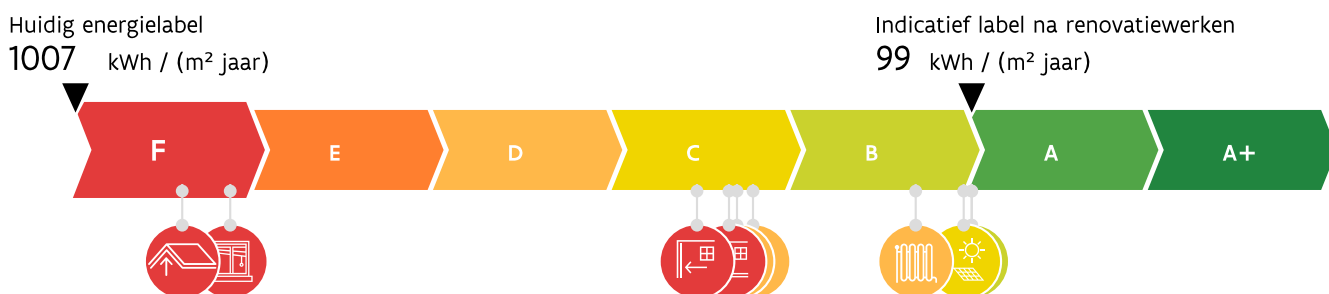 Huidig energielabel
1007 kWh / (m² jaar)
Indicatief label na renovatiewerken
99 kWh / (m² jaar)
F E D C B A A+